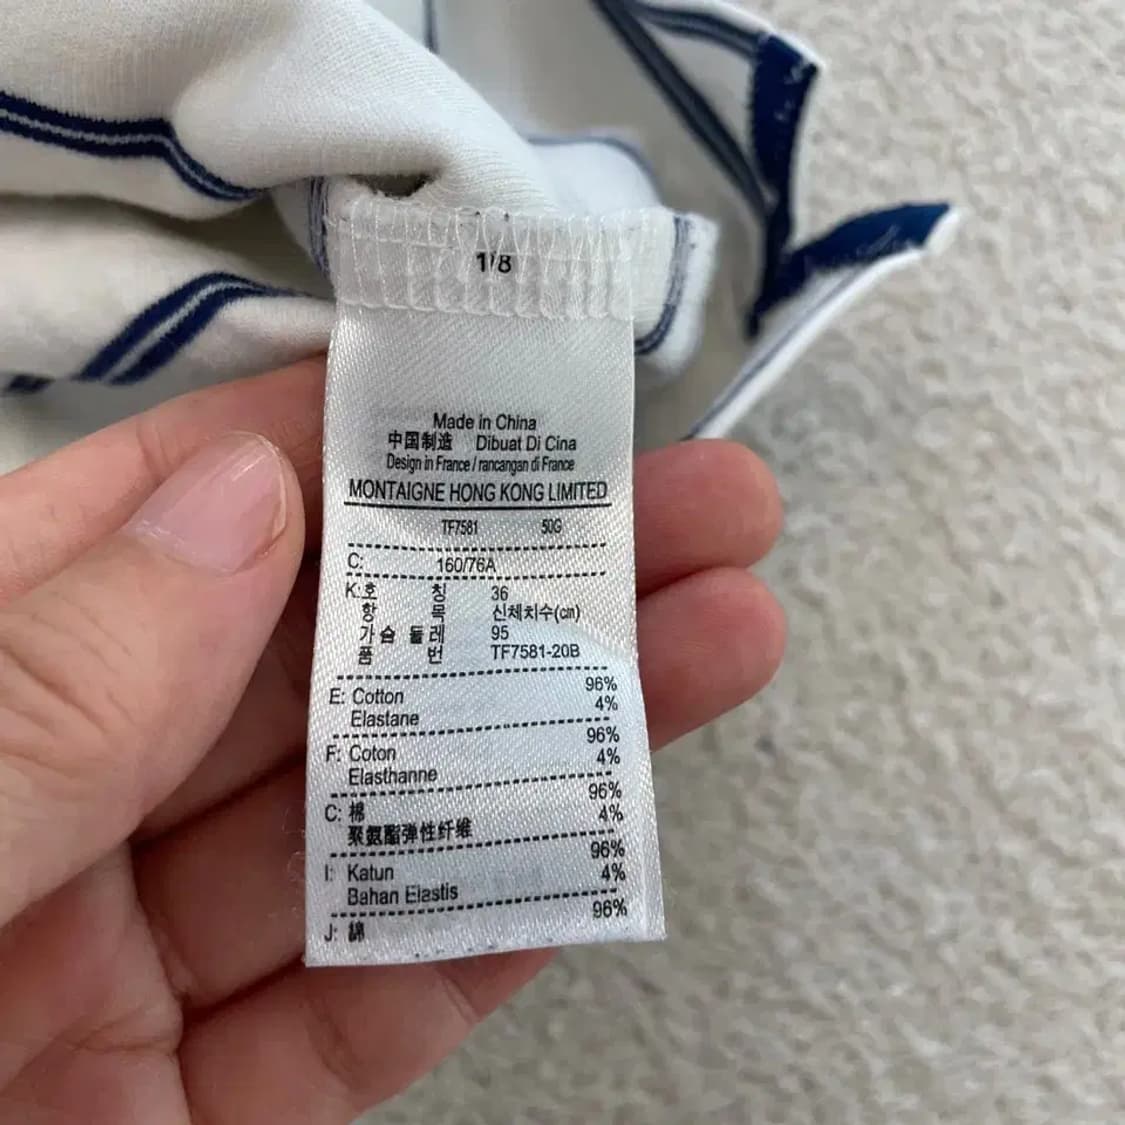 1/8
Made in China
中国制造 Dibuat Di Cina
Design in France / rancangan di France
MONTAIGNE HONG KONG LIMITED
TF7581 50G
C: 160/76A
K:호 칭 36
항 목 신체치수(cm)
가슴 둘레 95
품 번 TF7581-20B
E: Cotton 96%
Elastane 4%
F: Coton 96%
Elasthanne 4%
C: 棉 96%
聚氨酯弹性纤维 4%
I: Katun 96%
Bahan Elastis 4%
J: 綿 96%